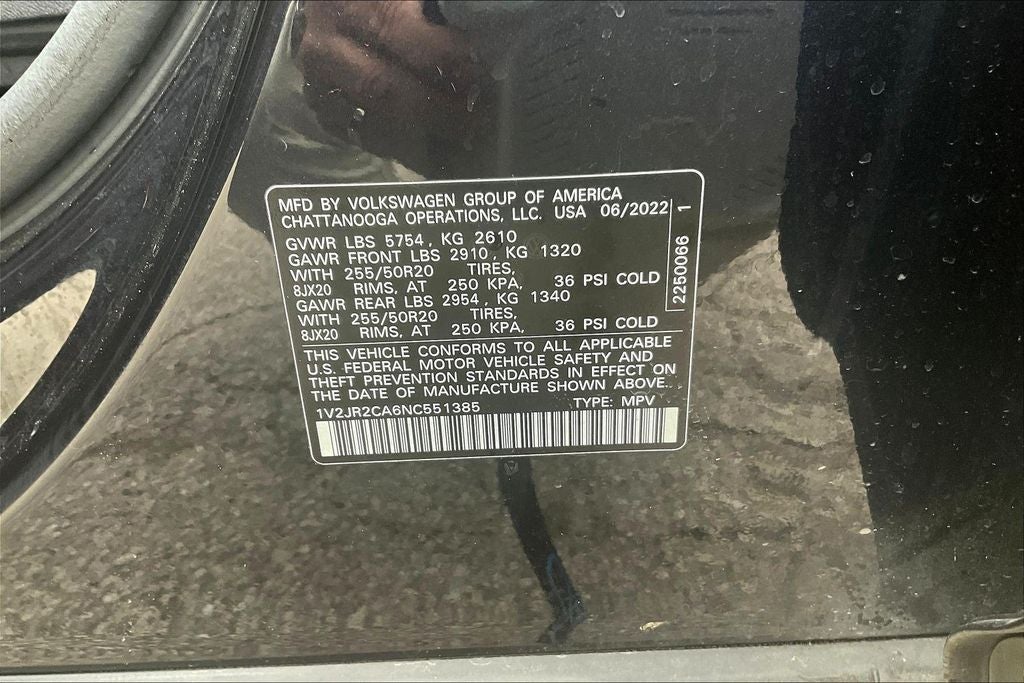 MFD BY VOLKSWAGEN GROUP OF AMERICA
CHATTANOOGA OPERATIONS, LLC. USA 06/2022
GVWR LBS 5754, KG 2610
GAWR FRONT LBS 2910, KG 1320
WITH 255/50R20 TIRES,
8JX20 RIMS, AT 250 KPA, 36 PSI COLD
GAWR REAR LBS 2954, KG 1340
WITH 255/50R20 TIRES,
8JX20 RIMS, AT 250 KPA, 36 PSI COLD
2250066 1
THIS VEHICLE CONFORMS TO ALL APPLICABLE
U.S. FEDERAL MOTOR VEHICLE SAFETY AND
THEFT PREVENTION STANDARDS IN EFFECT ON
THE DATE OF MANUFACTURE SHOWN ABOVE.
1V2JR2CA6NC551385 TYPE: MPV